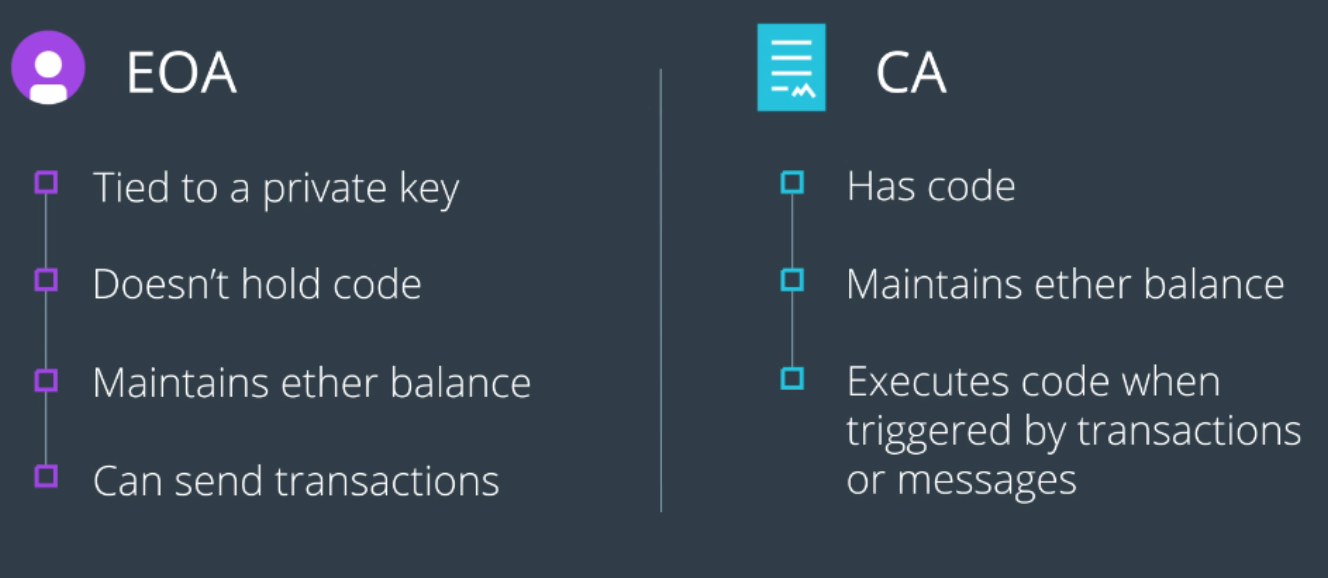 EOA
Tied to a private key
Doesn’t hold code
Maintains ether balance
Can send transactions
CA
Has code
Maintains ether balance
Executes code when
triggered by transactions
or messages